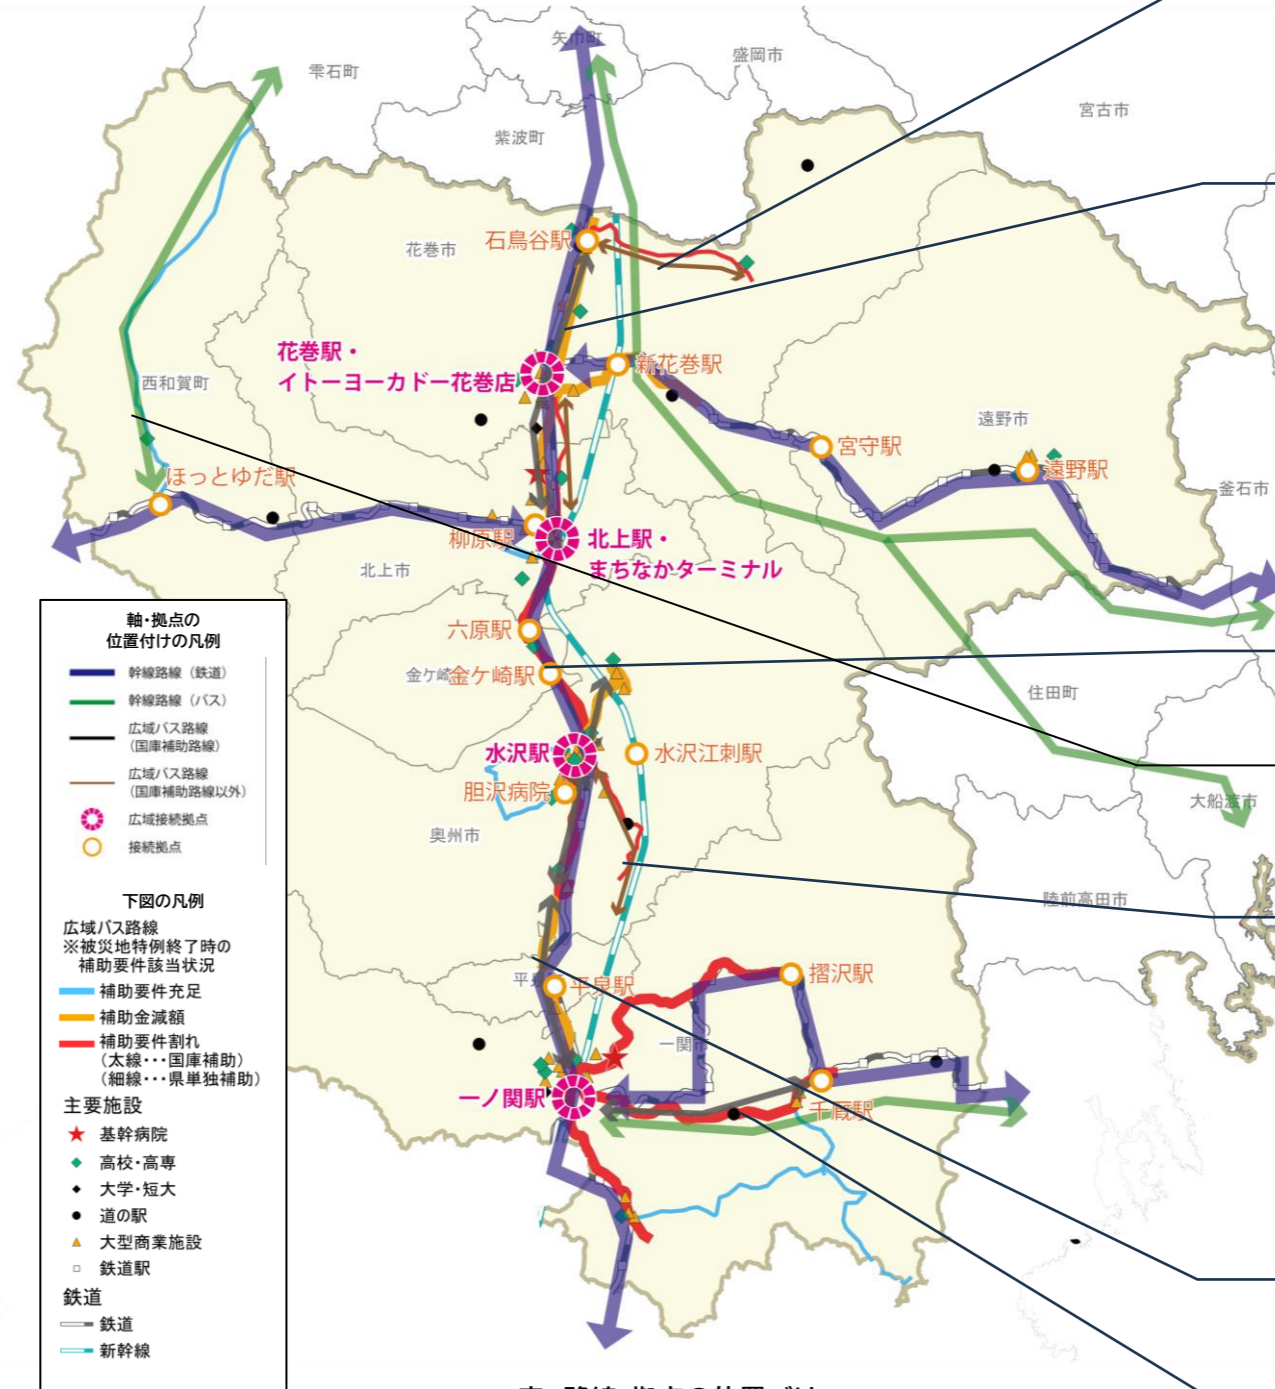 矢巾町
盛岡市
雫石町
宮古市
紫波町
石鳥谷駅
花巻市
花巻駅・
イトーヨーカドー花巻店
新花巻駅
西和賀町
遠野市
宮守駅
遠野駅
ほっとゆだ駅
釜石市
柳原駅
北上駅・
まちなかターミナル
北上市
六原駅
金ケ崎
金ケ崎駅
住田町
水沢駅
水沢江刺駅
胆沢病院
大船渡市
奥州市
陸前高田市
平泉駅
摺沢駅
一関市
一ノ関駅
千厩駅
軸・拠点の
位置付けの凡例
幹線路線（鉄道）
幹線路線（バス）
広域バス路線
（国庫補助路線）
広域バス路線
（国庫補助路線以外）
広域接続拠点
接続拠点
下図の凡例
広域バス路線
※被災地特例終了時の
補助要件該当状況
補助要件充足
補助金減額
補助要件割れ
（太線・・・国庫補助）
（細線・・・県単独補助）
主要施設
基幹病院
高校・高専
大学・短大
道の駅
大型商業施設
鉄道駅
鉄道
鉄道
新幹線